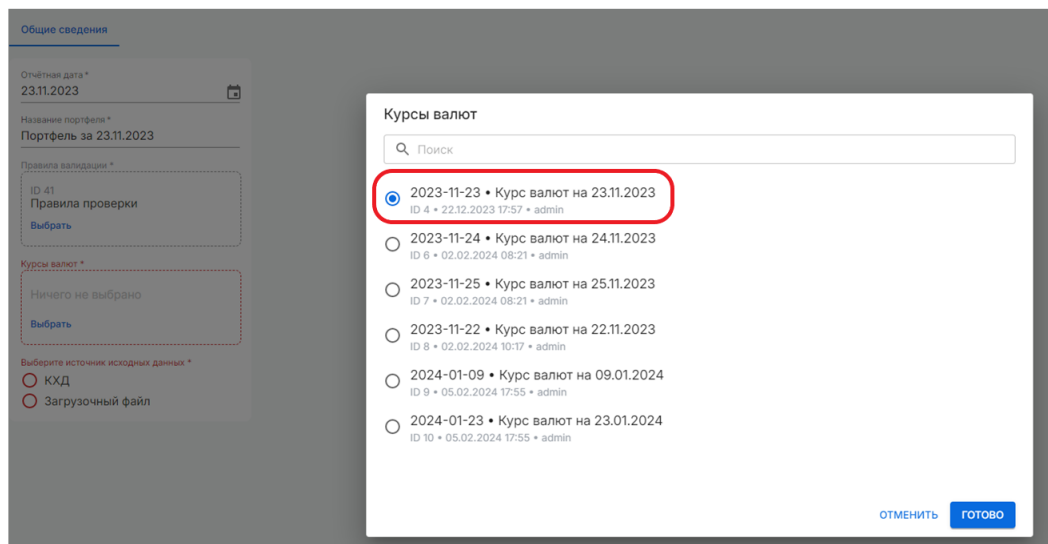 Общие сведения
Отчётная дата *
23.11.2023
Название портфеля *
Портфель за 23.11.2023
Правила валидации *
ID 41
Правила проверки
Выбрать
Курсы валют *
Ничего не выбрано
Выбрать
Выберите источник исходных данных *
КХД
Загрузочный файл
Курсы валют
Поиск
2023-11-23 • Курс валют на 23.11.2023
ID 4 • 22.12.2023 17:57 • admin
2023-11-24 • Курс валют на 24.11.2023
ID 6 • 02.02.2024 08:21 • admin
2023-11-25 • Курс валют на 25.11.2023
ID 7 • 02.02.2024 08:21 • admin
2023-11-22 • Курс валют на 22.11.2023
ID 8 • 02.02.2024 10:17 • admin
2024-01-09 • Курс валют на 09.01.2024
ID 9 • 05.02.2024 17:55 • admin
2024-01-23 • Курс валют на 23.01.2024
ID 10 • 05.02.2024 17:55 • admin
ОТМЕНИТЬ ГОТОВО